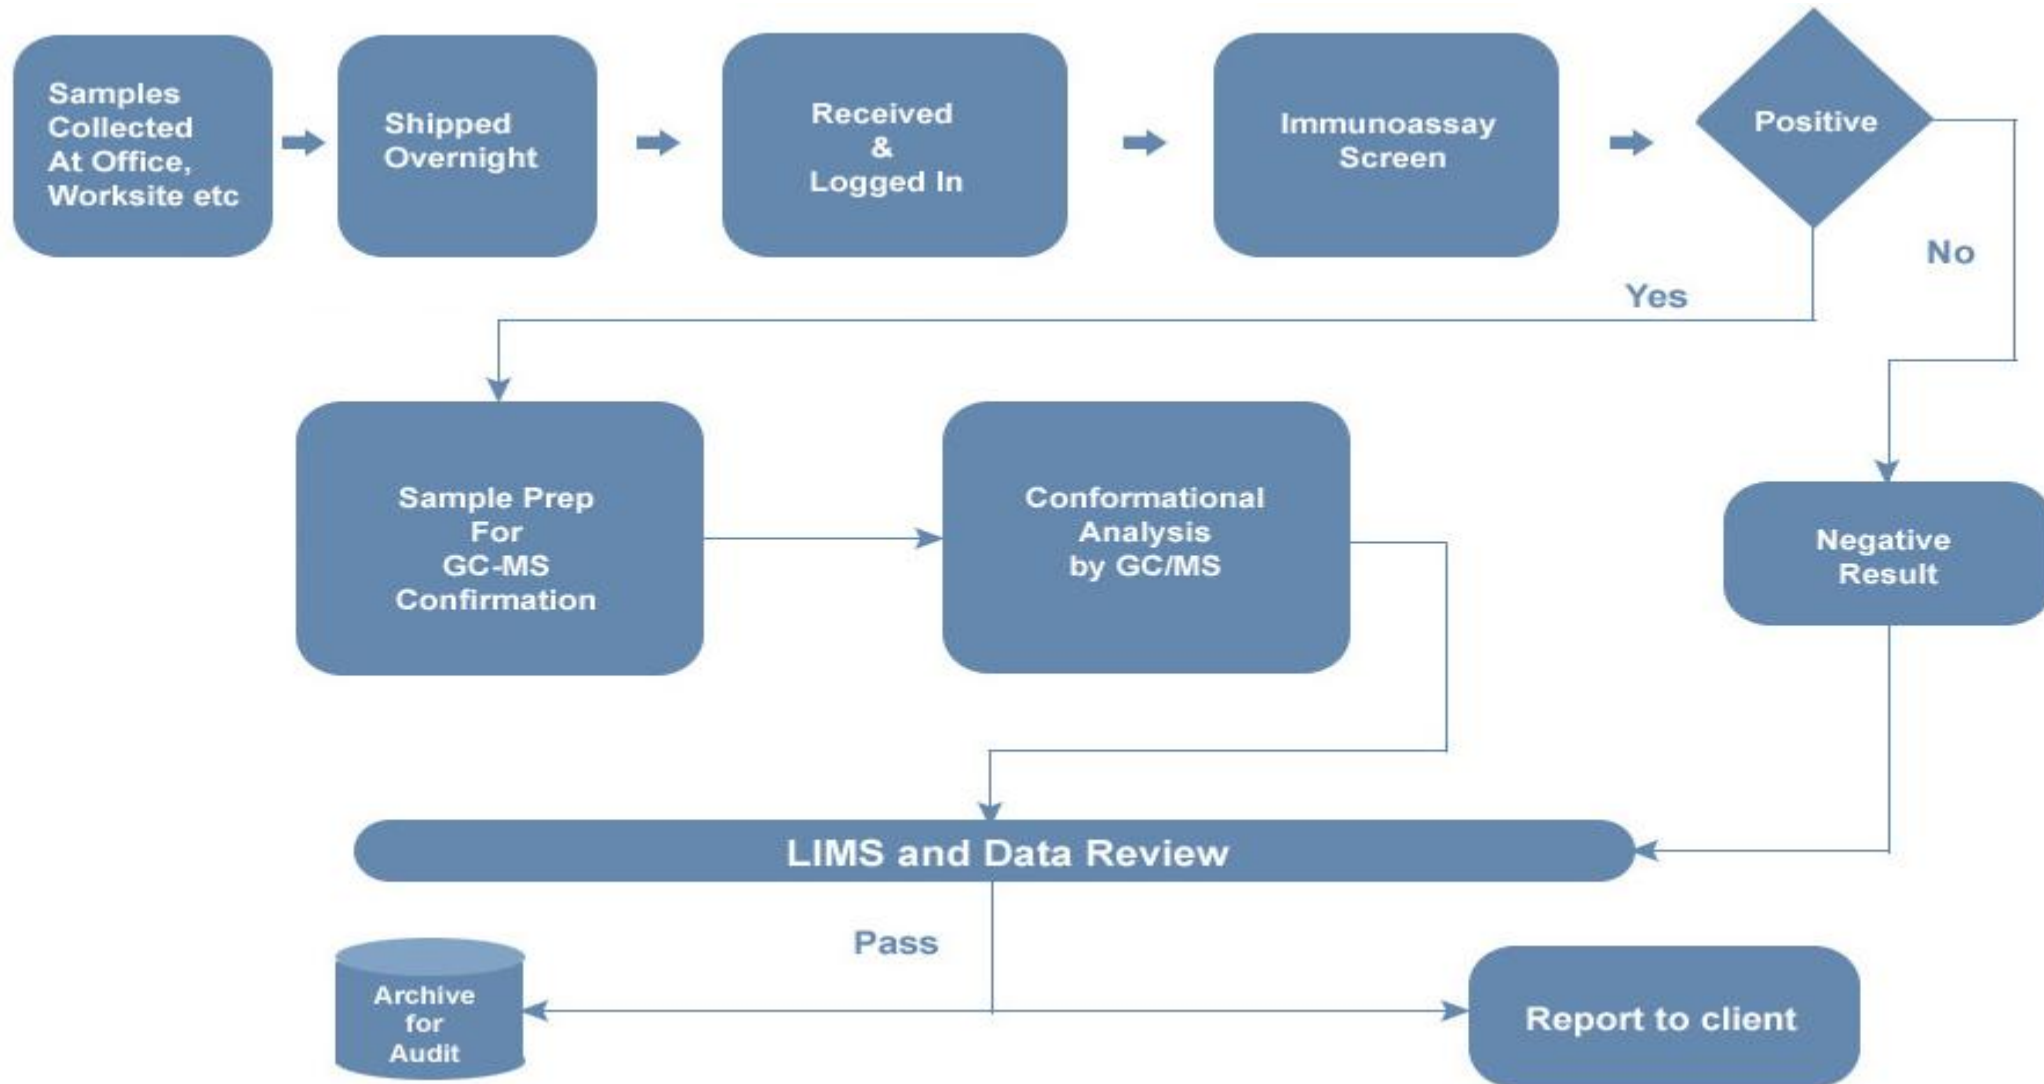 Samples
Collected
At Office,
Worksite etc
Shipped
Overnight
Received
&
Logged In
Immunoassay
Screen
Positive
No
Yes
Sample Prep
For
GC-MS
Confirmation
Conformational
Analysis
by GC/MS
Negative
Result
LIMS and Data Review
Pass
Archive
for
Audit
Report to client